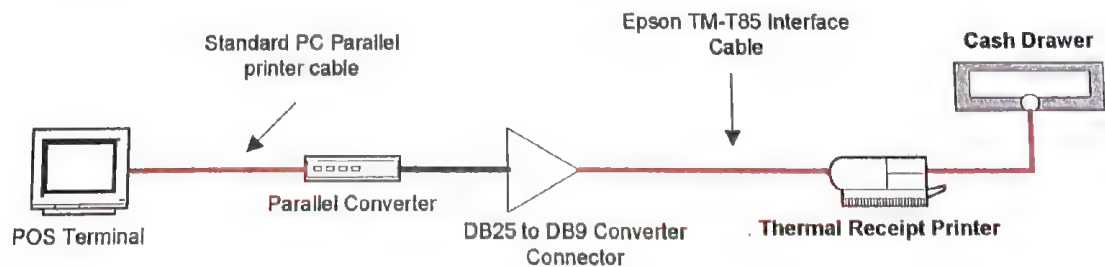 Standard PC Parallel
printer cable
Epson TM-T85 Interface
Cable
Cash Drawer
POS Terminal
Parallel Converter
DB25 to DB9 Converter
Connector
Thermal Receipt Printer